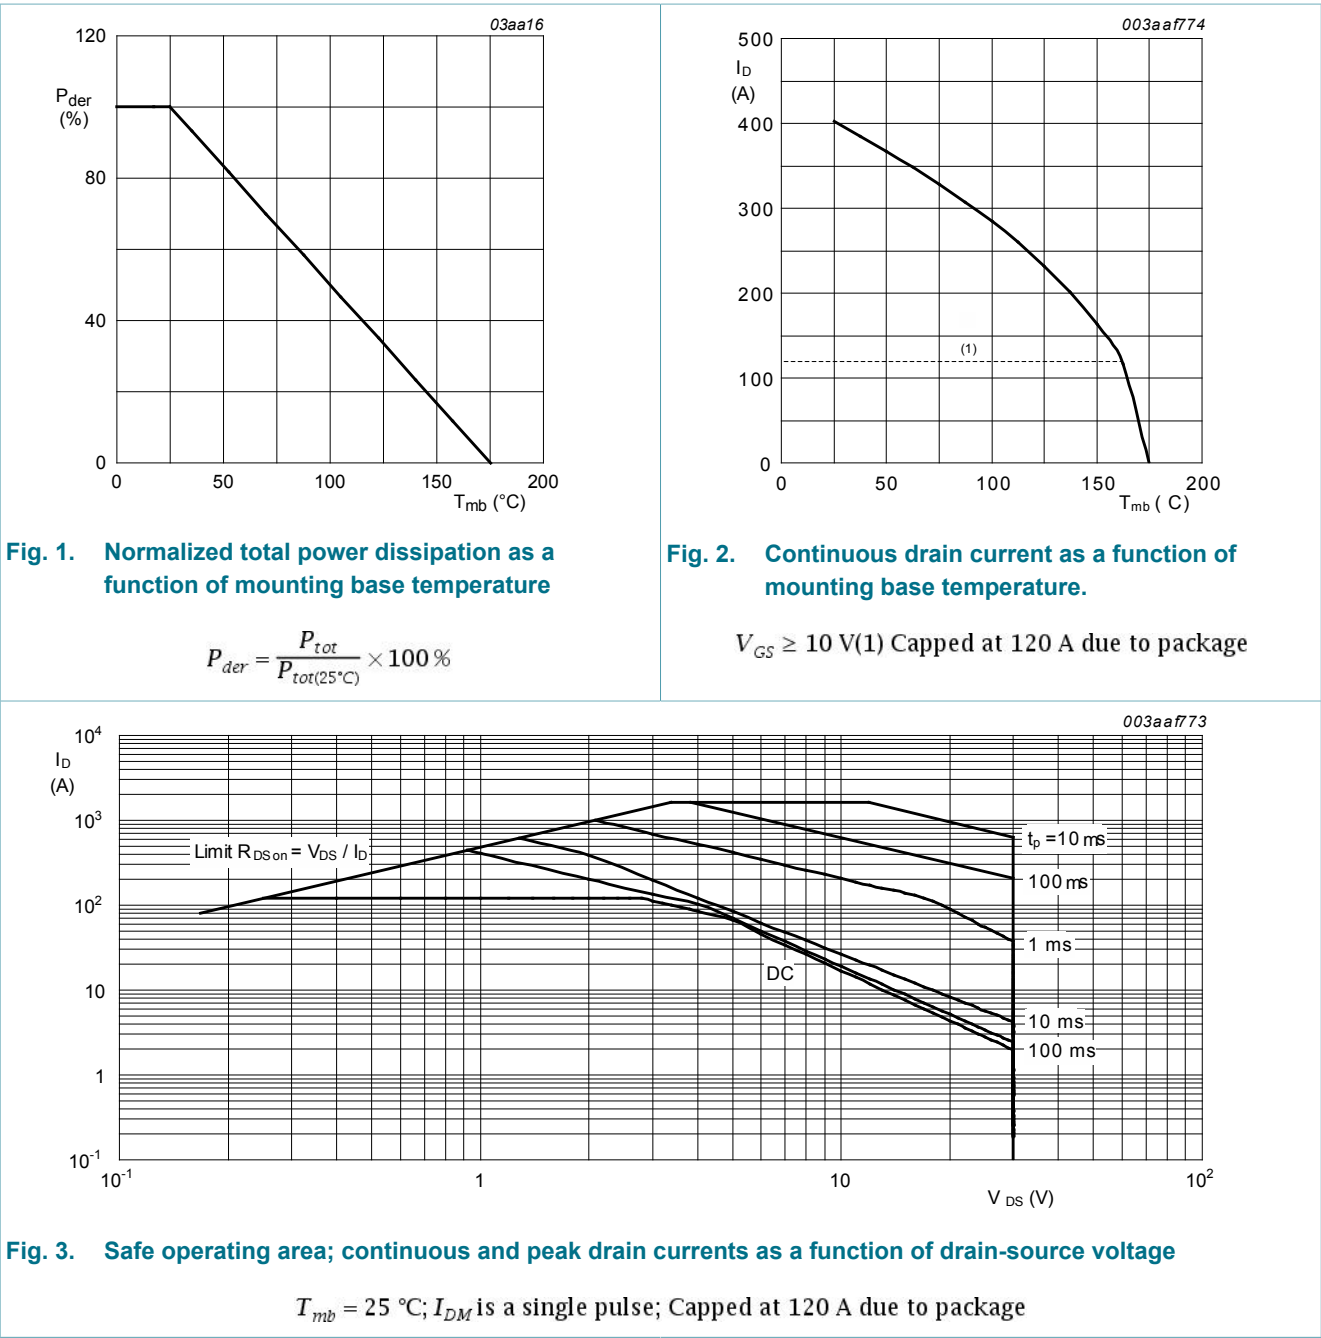 03aa16
120
P_der
(%)
80
40
0
0 50 100 150 200
T_mb (°C)
Fig. 1. Normalized total power dissipation as a
function of mounting base temperature
P_der = P_tot / P_tot(25°C) × 100 %
003aaf774
500
I_D
(A)
400
300
200
(1)
100
0
0 50 100 150 200
T_mb ( C)
Fig. 2. Continuous drain current as a function of
mounting base temperature.
V_GS ≥ 10 V(1) Capped at 120 A due to package
003aaf773
10^4
I_D
(A)
10^3
Limit R_DSon = V_DS / I_D
t_p =10 ms
100 ms
10^2
1 ms
DC
10
10 ms
100 ms
1
10^-1
10^-1 1 10 10^2
V_DS (V)
Fig. 3. Safe operating area; continuous and peak drain currents as a function of drain-source voltage
T_mb = 25 °C; I_DM is a single pulse; Capped at 120 A due to package